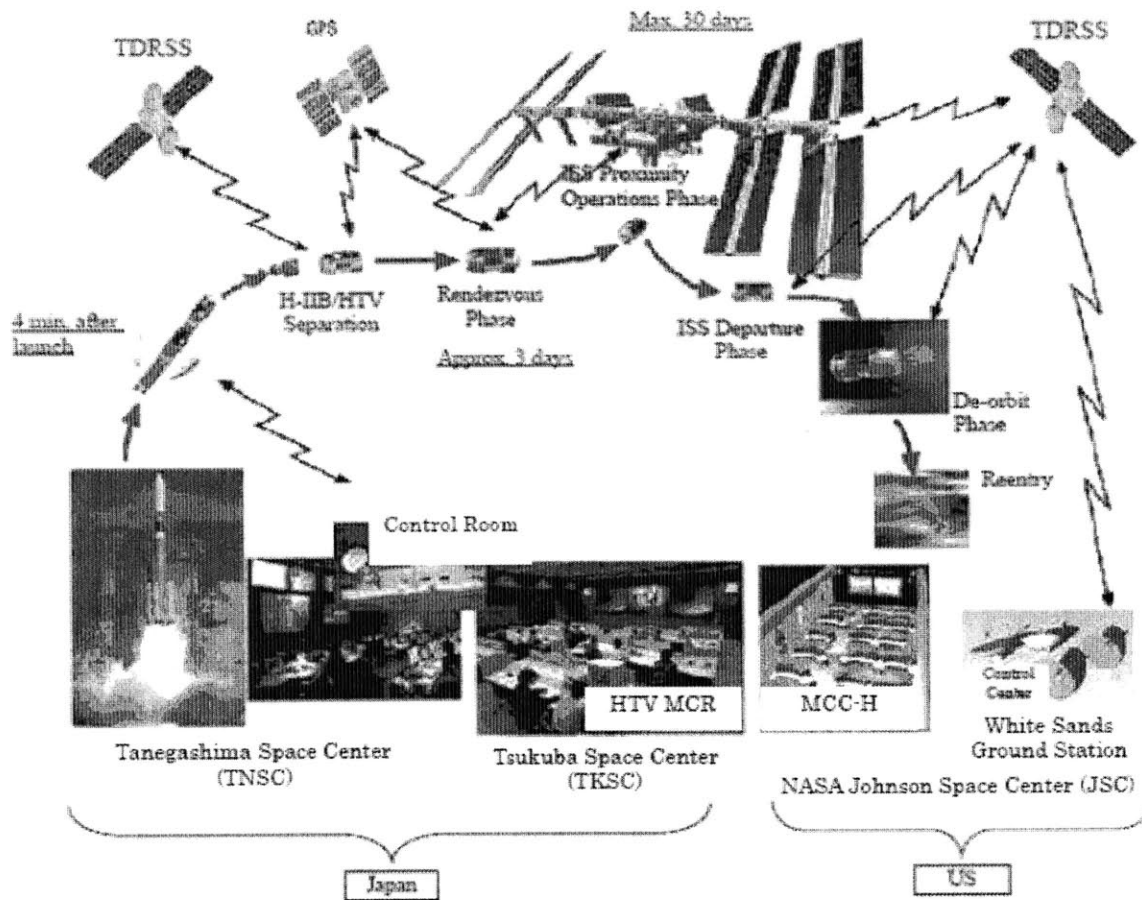 TDRSS
GPS
Max. 30 days
TDRSS
ISS Proximity
Operations Phase
4 min. after
launch
H-IIB/HTV
Separation
Rendezvous
Phase
Approx. 3 days
ISS Departure
Phase
De-orbit
Phase
Reentry
Control Room
HTV MCR
MCC-H
Control
Center
Tanegashima Space Center
(TNSC)
Tsukuba Space Center
(TKSC)
White Sands
Ground Station
NASA Johnson Space Center (JSC)
Japan
US